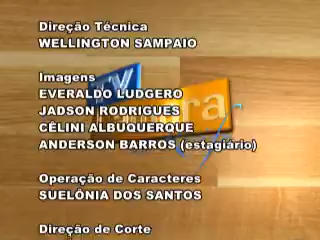 Direção Técnica
WELLINGTON SAMPAIO
Imagens
EVERALDO LUDGERO
JADSON RODRIGUES
CÉLINI ALBUQUERQUE
ANDERSON BARROS (estagiário)
Operação de Caracteres
SUELÔNIA DOS SANTOS
Direção de Corte
TV